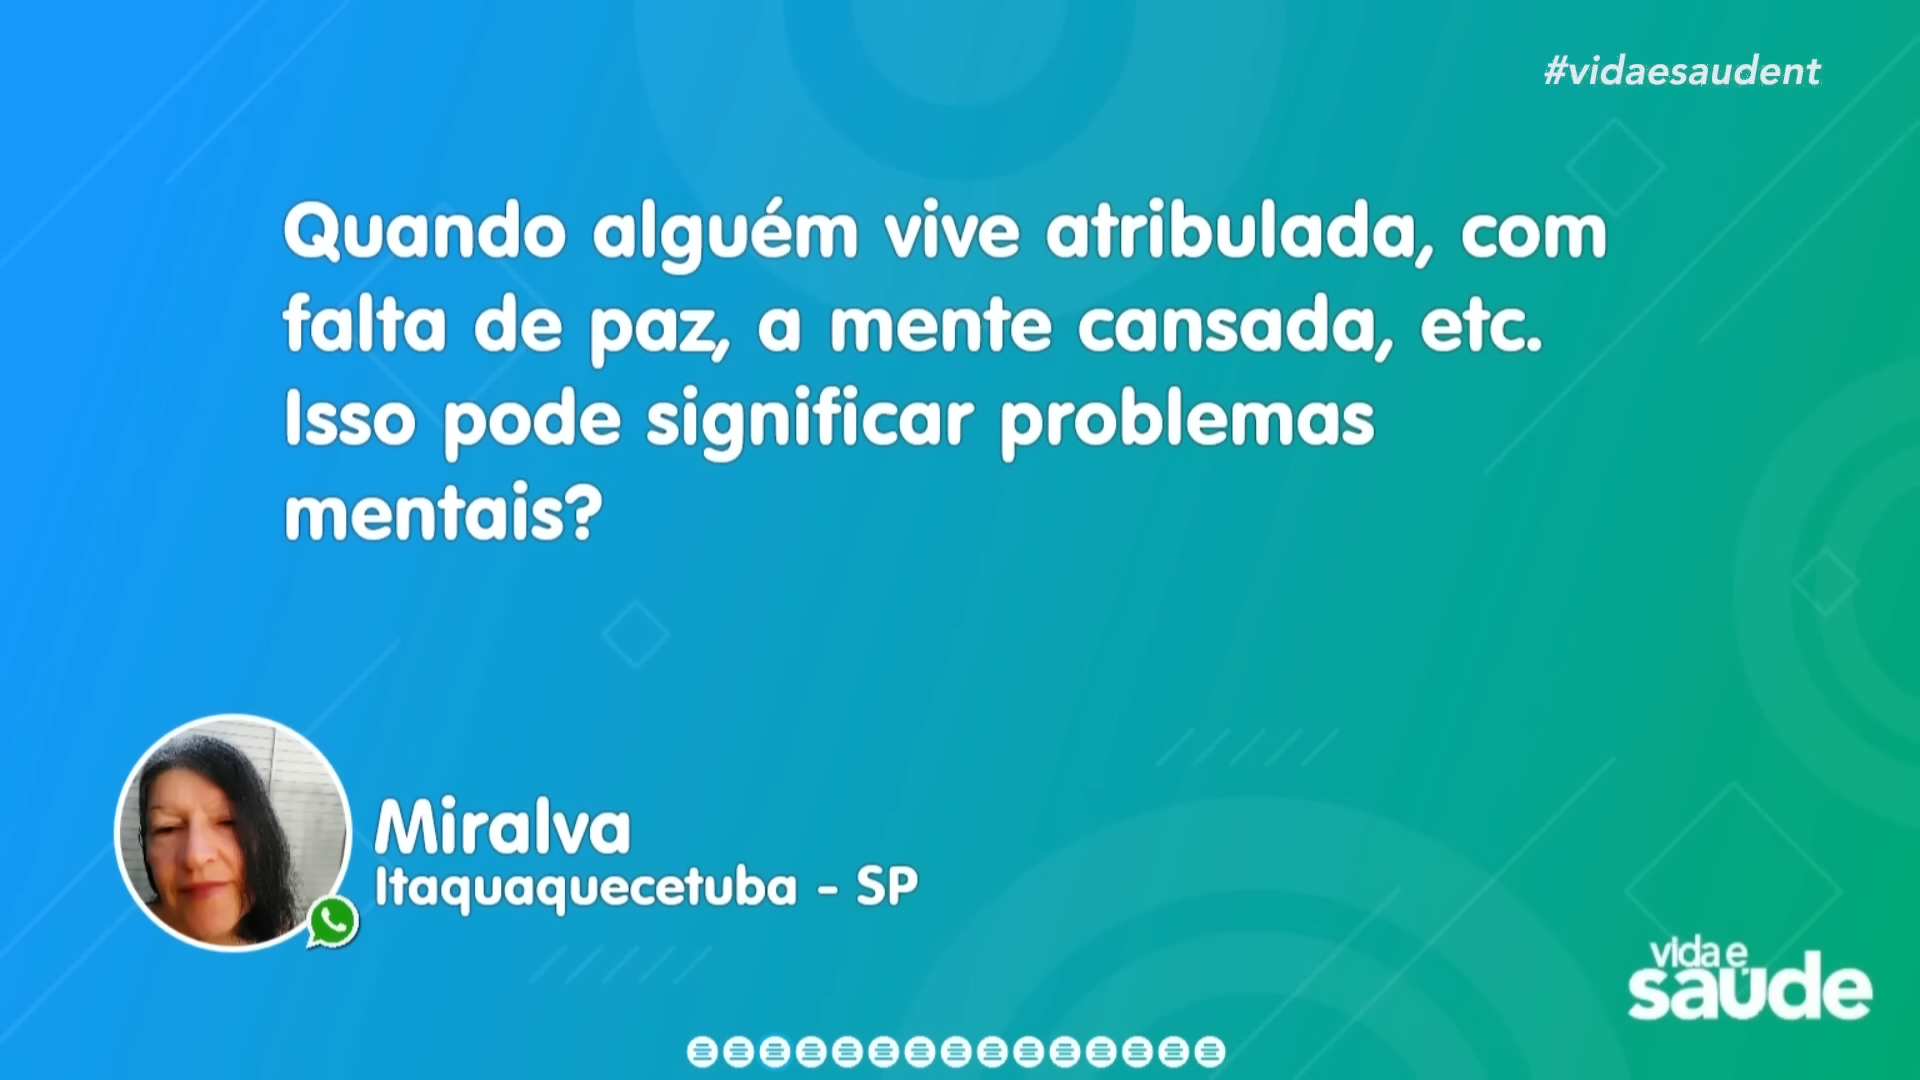 #vidaesaudent
Quando alguém vive atribulada, com
falta de paz, a mente cansada, etc.
Isso pode significar problemas
mentais?
Miralva
Itaquaquecetuba - SP
vida e
saúde